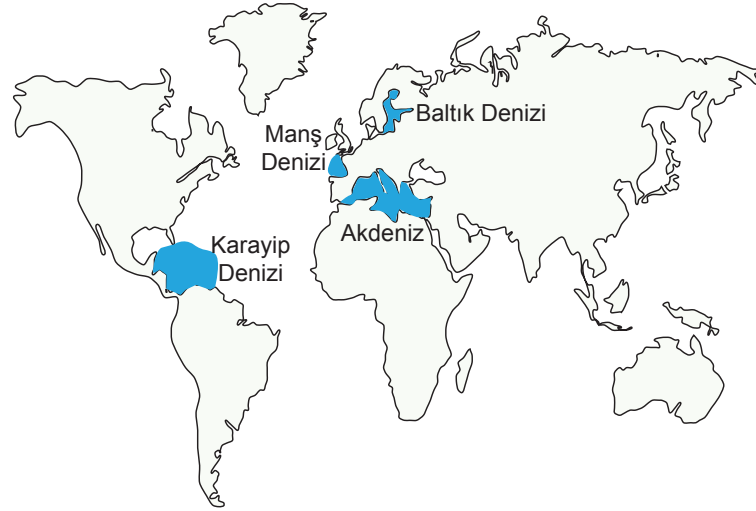 Baltık Denizi
Manş
Denizi
Akdeniz
Karayip
Denizi